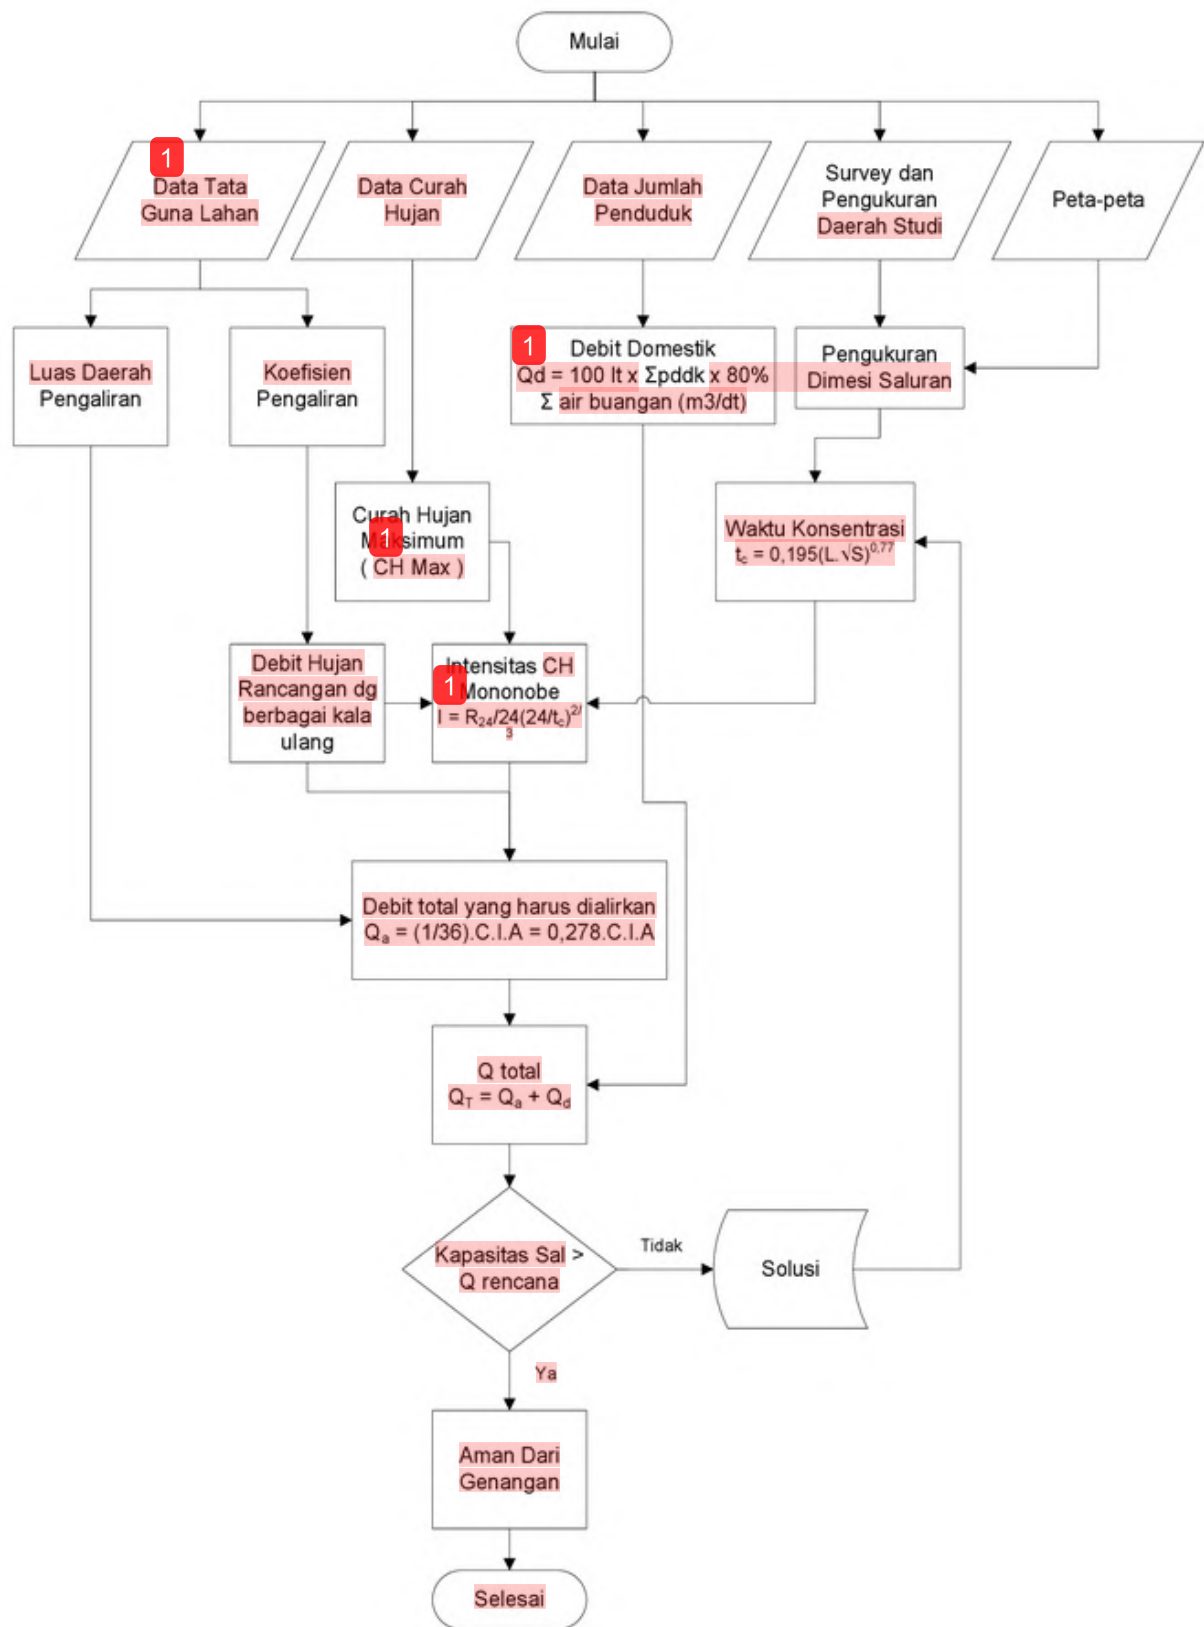 Mulai
1
Data Tata
Guna Lahan
Data Curah
Hujan
Data Jumlah
Penduduk
Survey dan
Pengukuran
Daerah Studi
Peta-peta
Luas Daerah
Pengaliran
Koefisien
Pengaliran
1
Debit Domestik
Qd = 100 lt x Σpddk x 80%
Σ air buangan (m3/dt)
Pengukuran
Dimesi Saluran
Curah Hujan
1
Maksimum
( CH Max )
Waktu Konsentrasi
t꜀ = 0,195(L.√S)⁰,⁷⁷
Debit Hujan
Rancangan dg
berbagai kala
ulang
Intensitas CH
1
Mononobe
I = R₂₄/24(24/t꜀)²/
³
Debit total yang harus dialirkan
Qₐ = (1/36).C.I.A = 0,278.C.I.A
Q total
Q_T = Qₐ + Q_d
Kapasitas Sal >
Q rencana
Tidak
Solusi
Ya
Aman Dari
Genangan
Selesai